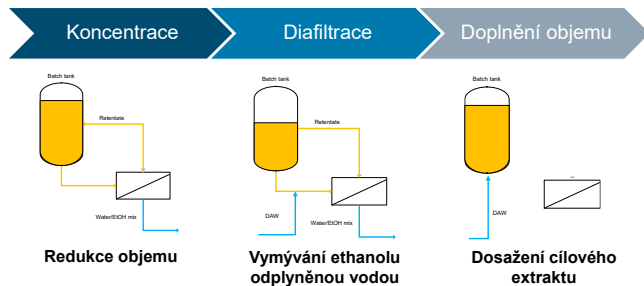 Koncentrace
Diafiltrace
Doplnění objemu
Batch tank
Retentate
Water/EtOH mix
Redukce objemu
Batch tank
Retentate
DAW
Water/EtOH mix
Vymývání ethanolu
odplyněnou vodou
Batch tank
DAW
Dosažení cílového
extraktu